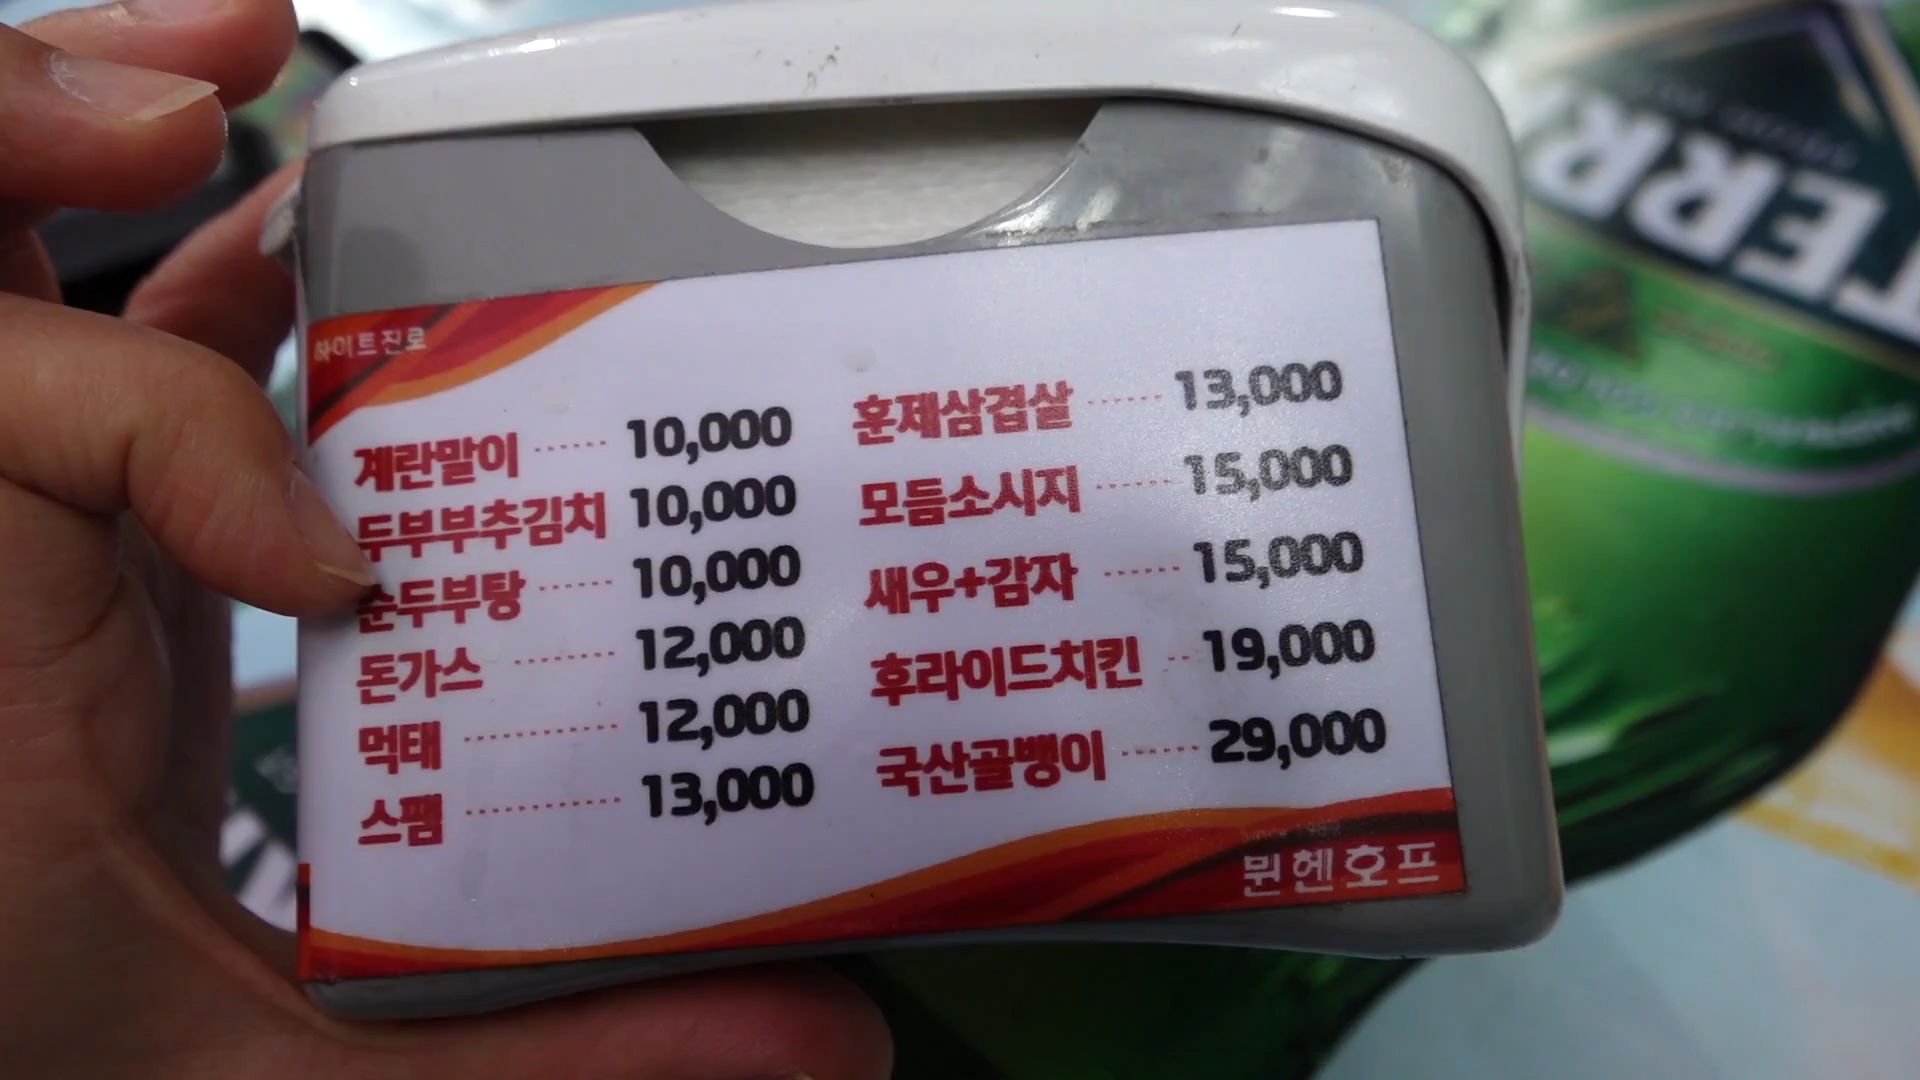 하이트진로
계란말이 ······ 10,000
두부부추김치 10,000
순두부탕 ······ 10,000
돈가스 ········ 12,000
먹태 ············ 12,000
스팸 ············ 13,000
훈제삼겹살 ······ 13,000
모듬소시지 ······ 15,000
새우+감자 ······ 15,000
후라이드치킨 ·· 19,000
국산골뱅이 ······ 29,000
뮌헨호프
TERR